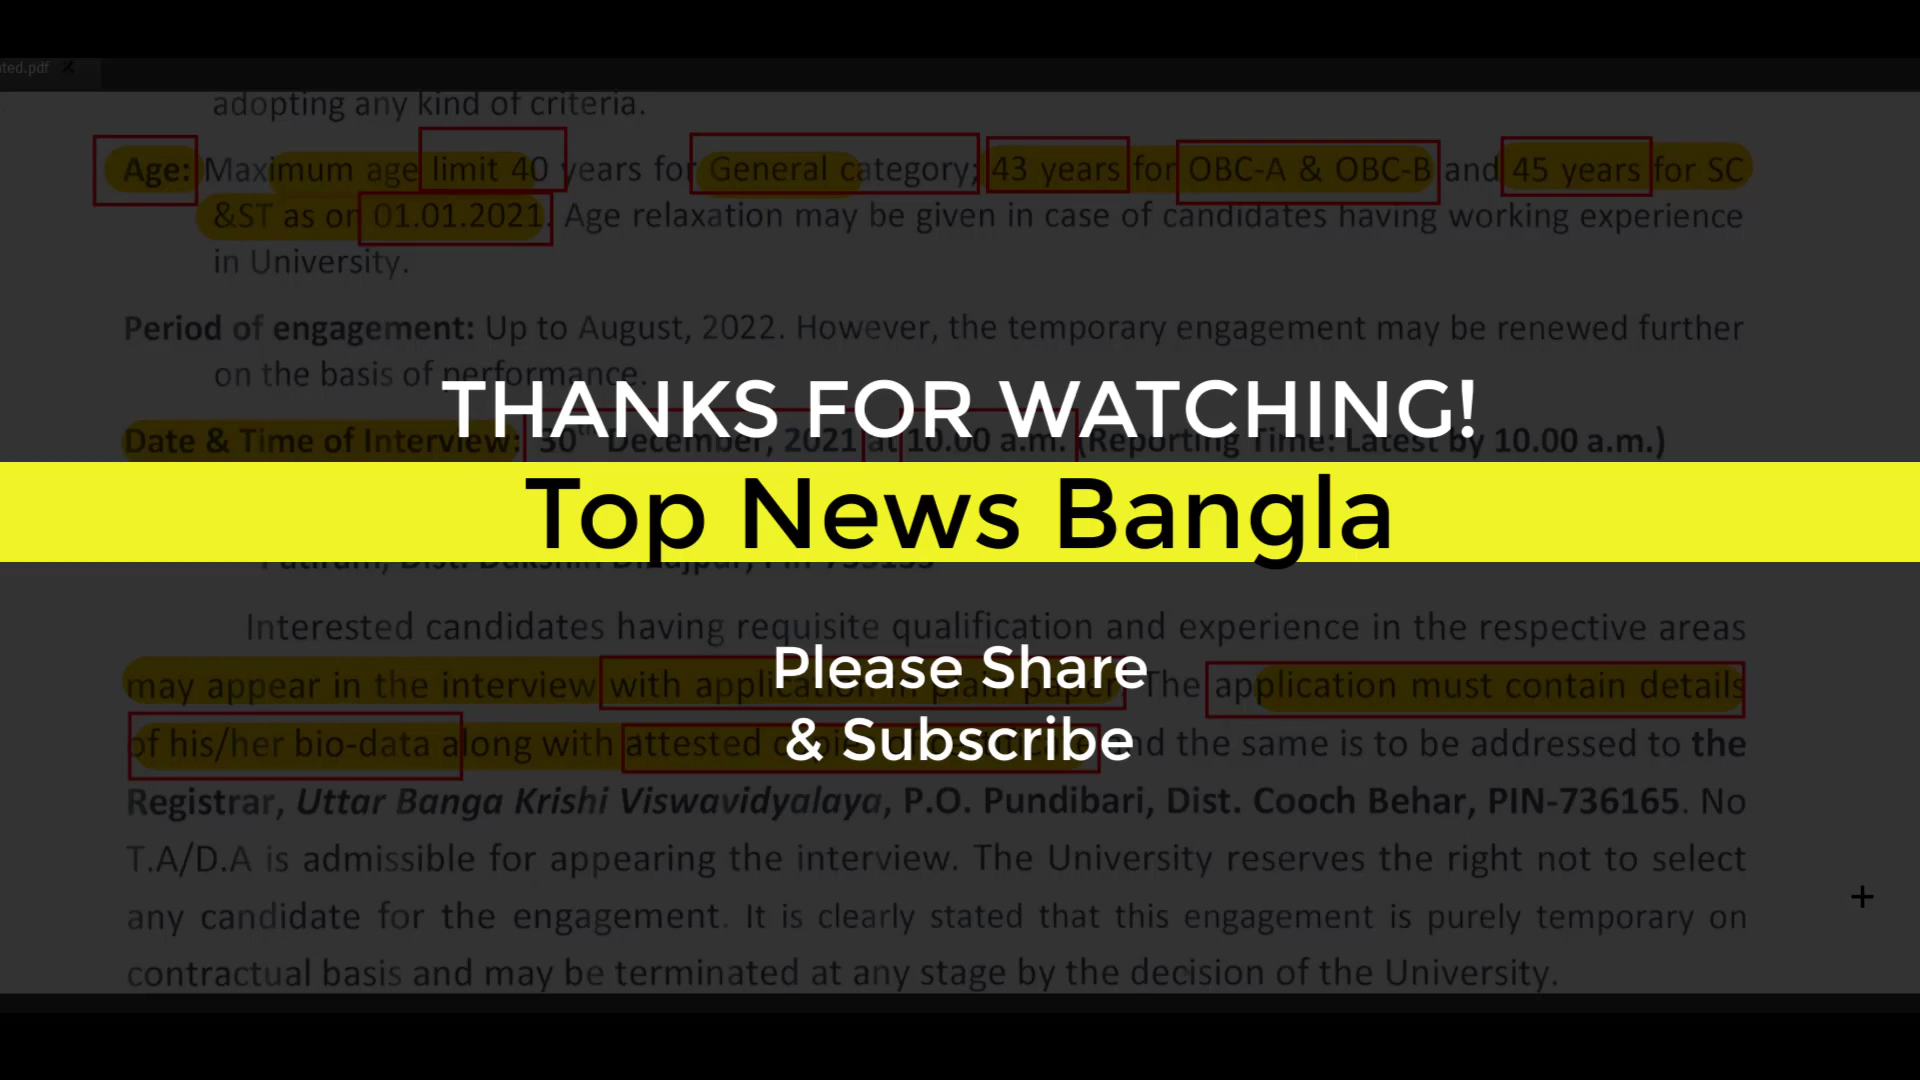 ted.pdf
adopting any kind of criteria.
Age: Maximum age limit 40 years for General category; 43 years for OBC-A & OBC-B and 45 years for SC
&ST as on 01.01.2021. Age relaxation may be given in case of candidates having working experience
in University.
Period of engagement: Up to August, 2022. However, the temporary engagement may be renewed further
on the basis of performance.
THANKS FOR WATCHING!
Date & Time of Interview: 30th December, 2021 at 10.00 a.m. (Reporting Time: Latest by 10.00 a.m.)
Top News Bangla
Interested candidates having requisite qualification and experience in the respective areas
Please Share
may appear in the interview with application in plain paper. The application must contain details
& Subscribe
of his/her bio-data along with attested and the same is to be addressed to the
Registrar, Uttar Banga Krishi Viswavidyalaya, P.O. Pundibari, Dist. Cooch Behar, PIN-736165. No
T.A/D.A is admissible for appearing the interview. The University reserves the right not to select
any candidate for the engagement. It is clearly stated that this engagement is purely temporary on
contractual basis and may be terminated at any stage by the decision of the University.